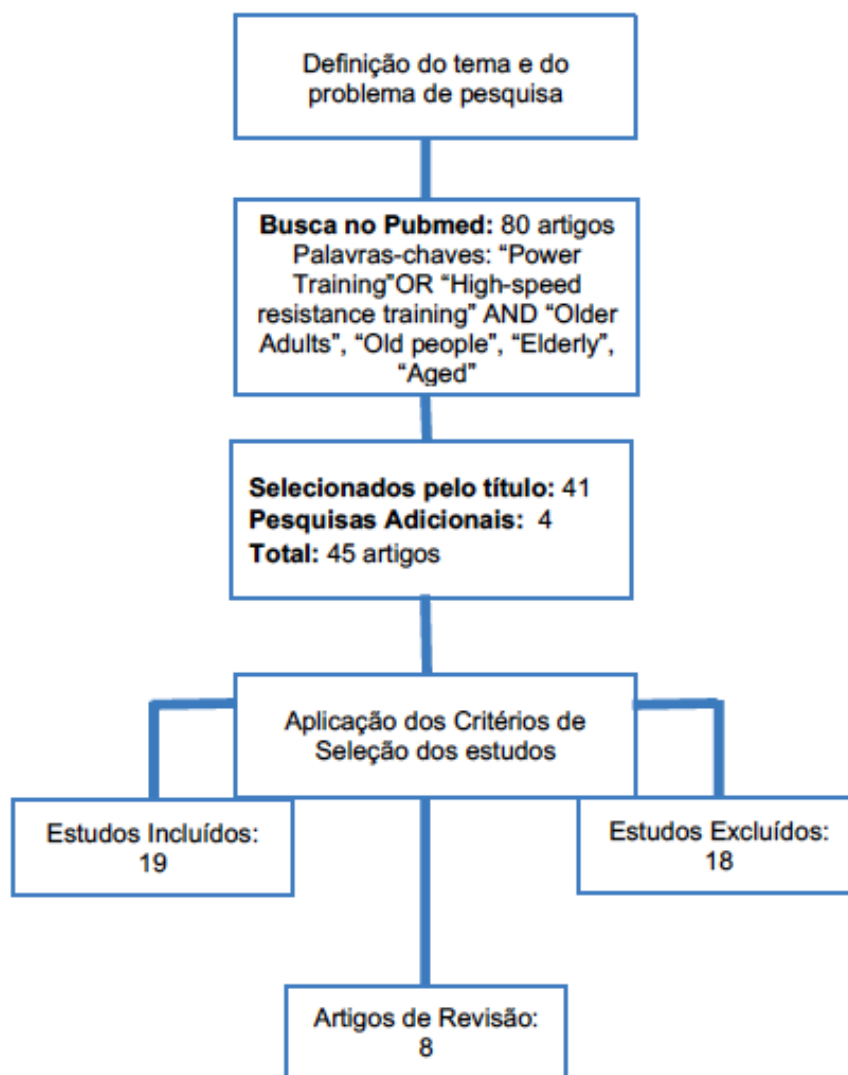 Definição do tema e do
problema de pesquisa
Busca no Pubmed: 80 artigos
Palavras-chaves: “Power
Training”OR “High-speed
resistance training” AND “Older
Adults”, “Old people”, “Elderly”,
“Aged”
Selecionados pelo título: 41
Pesquisas Adicionais: 4
Total: 45 artigos
Aplicação dos Critérios de
Seleção dos estudos
Estudos Incluídos:
19
Estudos Excluídos:
18
Artigos de Revisão:
8